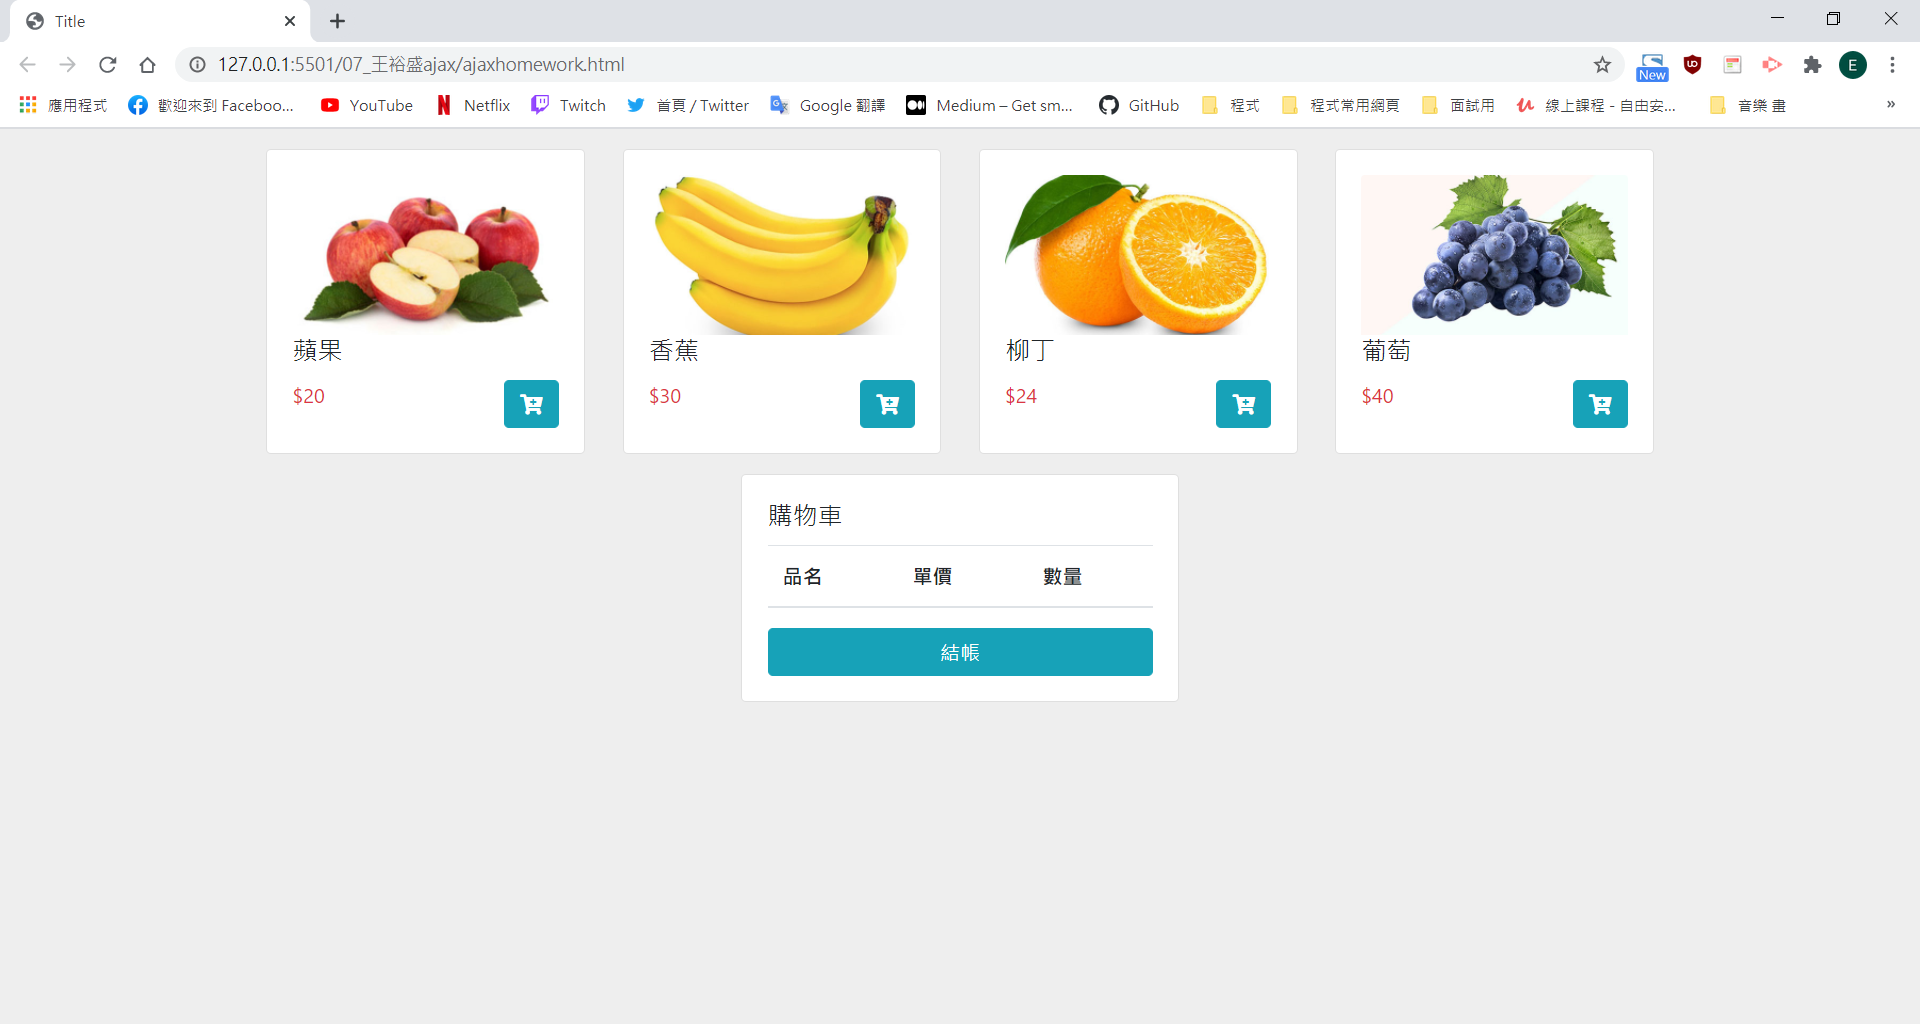 Title
127.0.0.1:5501/07_王裕盛ajax/ajaxhomework.html
New
E
應用程式 歡迎來到 Faceboo... YouTube Netflix Twitch 首頁 / Twitter Google 翻譯 Medium – Get sm... GitHub 程式 程式常用網頁 面試用 線上課程 - 自由安... 音樂 畫 »
蘋果 香蕉 柳丁 葡萄
$20 $30 $24 $40
購物車
品名 單價 數量
結帳